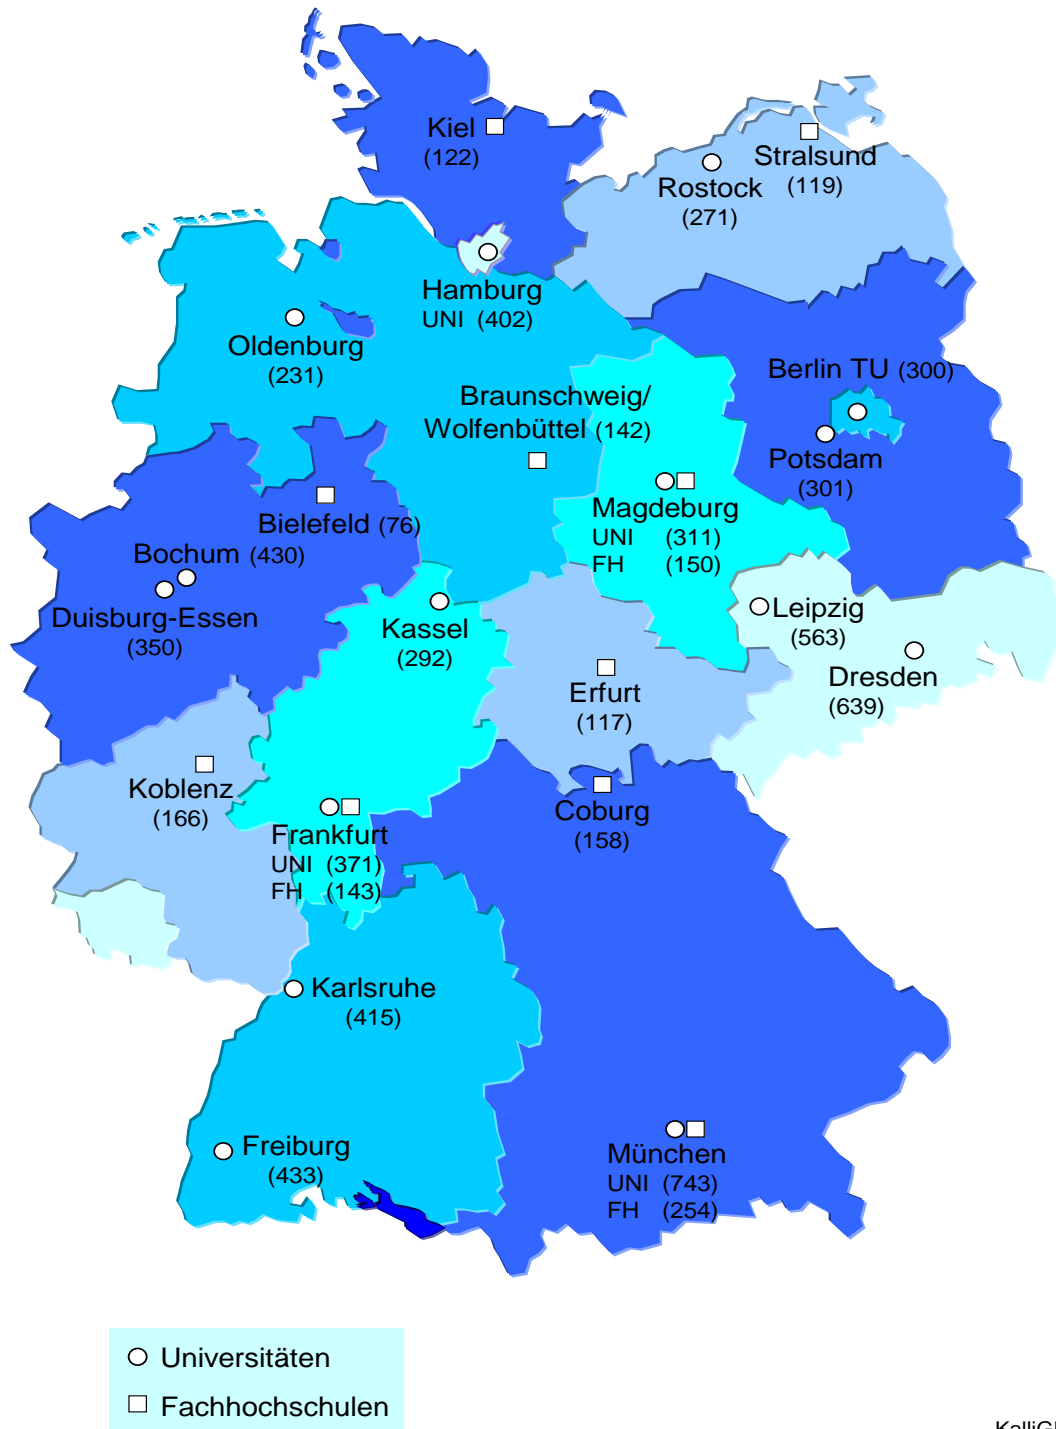 Kiel
(122)
Stralsund
(119)
Rostock
(271)
Hamburg
UNI (402)
Oldenburg
(231)
Berlin TU (300)
Braunschweig/
Wolfenbüttel (142)
Potsdam
(301)
Magdeburg
UNI (311)
FH (150)
Bielefeld (76)
Bochum (430)
Duisburg-Essen
(350)
Kassel
(292)
Leipzig
(563)
Dresden
(639)
Erfurt
(117)
Koblenz
(166)
Coburg
(158)
Frankfurt
UNI (371)
FH (143)
Karlsruhe
(415)
Freiburg
(433)
München
UNI (743)
FH (254)
Universitäten
Fachhochschulen